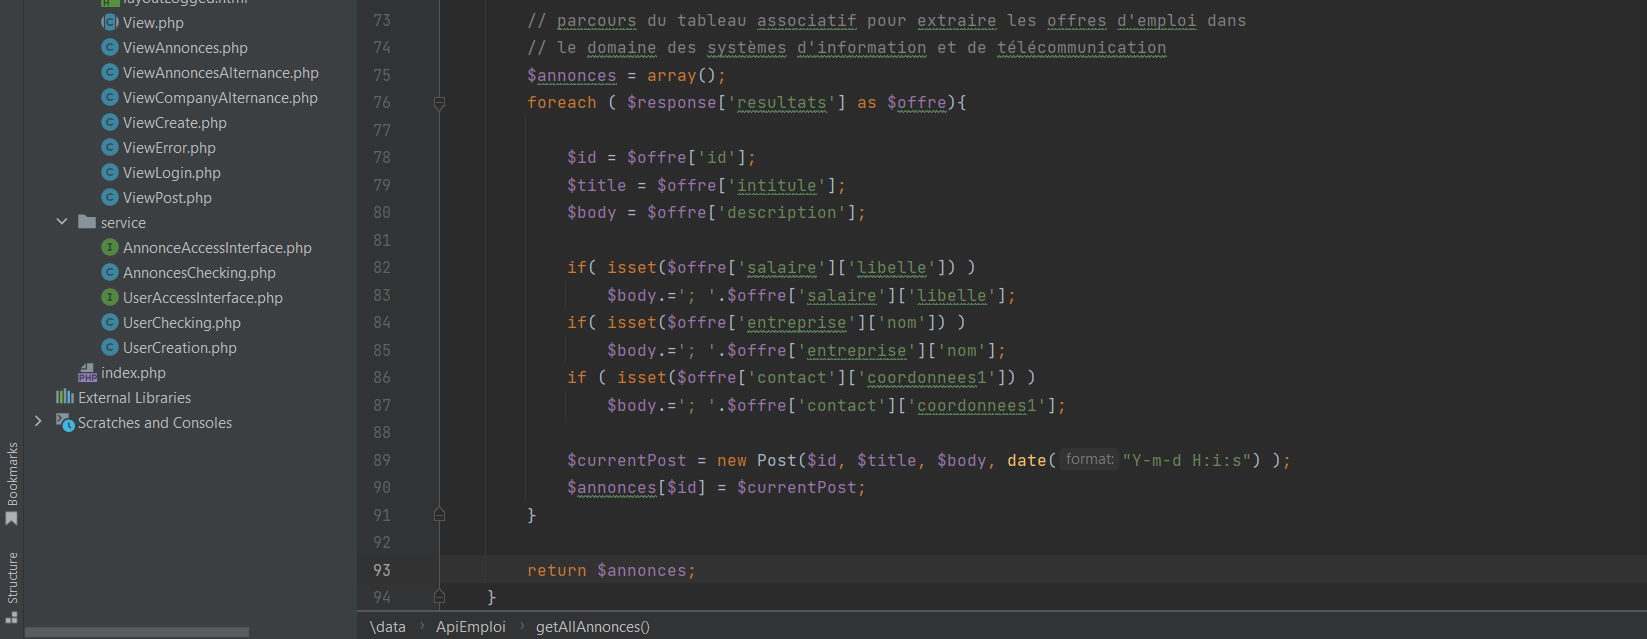 layoutLogged.html
View.php
ViewAnnonces.php
ViewAnnoncesAlternance.php
ViewCompanyAlternance.php
ViewCreate.php
ViewError.php
ViewLogin.php
ViewPost.php
service
AnnonceAccessInterface.php
AnnoncesChecking.php
UserAccessInterface.php
UserChecking.php
UserCreation.php
index.php
External Libraries
Scratches and Consoles
Bookmarks
Structure
73 // parcours du tableau associatif pour extraire les offres d'emploi dans
74 // le domaine des systèmes d'information et de télécommunication
75 $annonces = array();
76 foreach ( $response['resultats'] as $offre){
77
78 $id = $offre['id'];
79 $title = $offre['intitule'];
80 $body = $offre['description'];
81
82 if( isset($offre['salaire']['libelle']) )
83 $body.='; '.$offre['salaire']['libelle'];
84 if( isset($offre['entreprise']['nom']) )
85 $body.='; '.$offre['entreprise']['nom'];
86 if ( isset($offre['contact']['coordonnees1']) )
87 $body.='; '.$offre['contact']['coordonnees1'];
88
89 $currentPost = new Post($id, $title, $body, date( format: "Y-m-d H:i:s") );
90 $annonces[$id] = $currentPost;
91 }
92
93 return $annonces;
94 }
\data › ApiEmploi › getAllAnnonces()